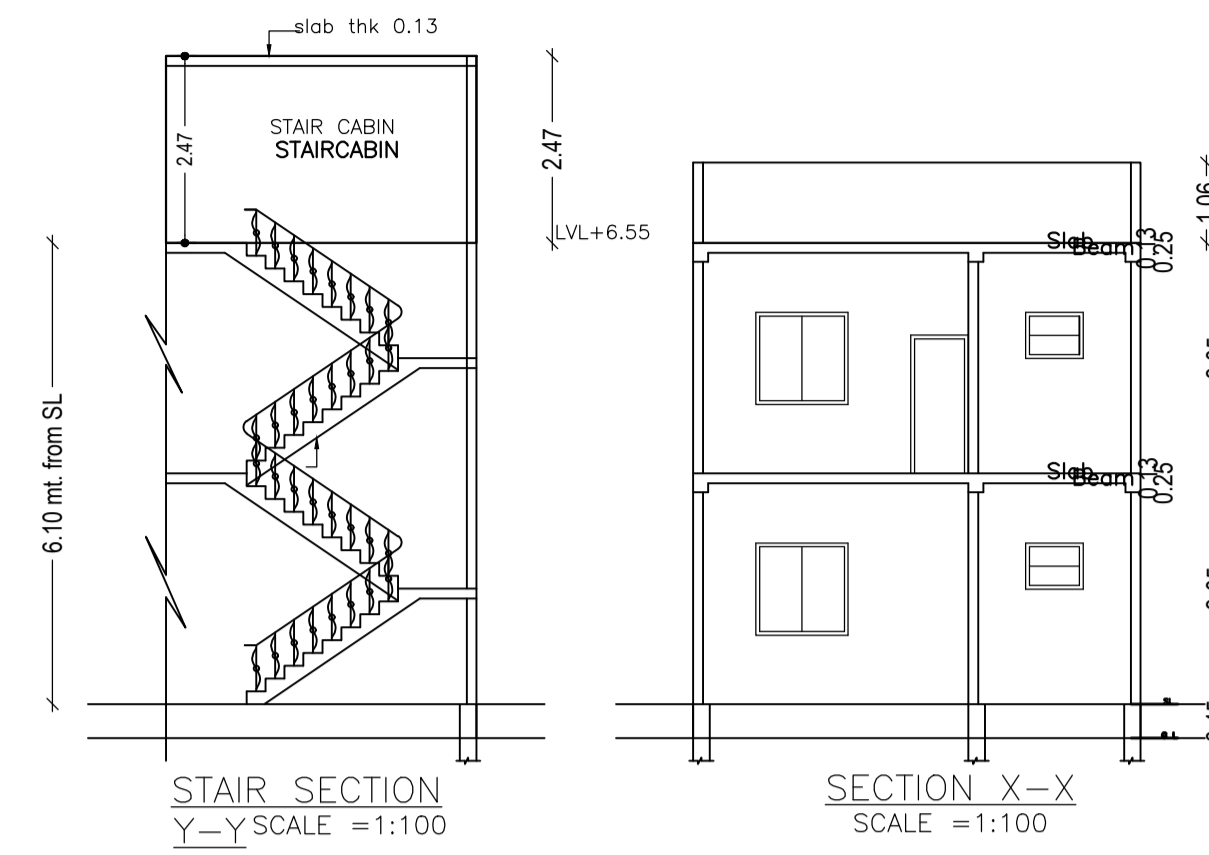 slab thk 0.13
2.47
STAIR CABIN
STAIRCABIN
2.47
LVL+6.55
6.10 mt. from SL
1.06
Slab
Beam
0.13
0.25
Slab
Beam
0.13
0.25
STAIR SECTION
Y-Y SCALE =1:100
SECTION X-X
SCALE =1:100